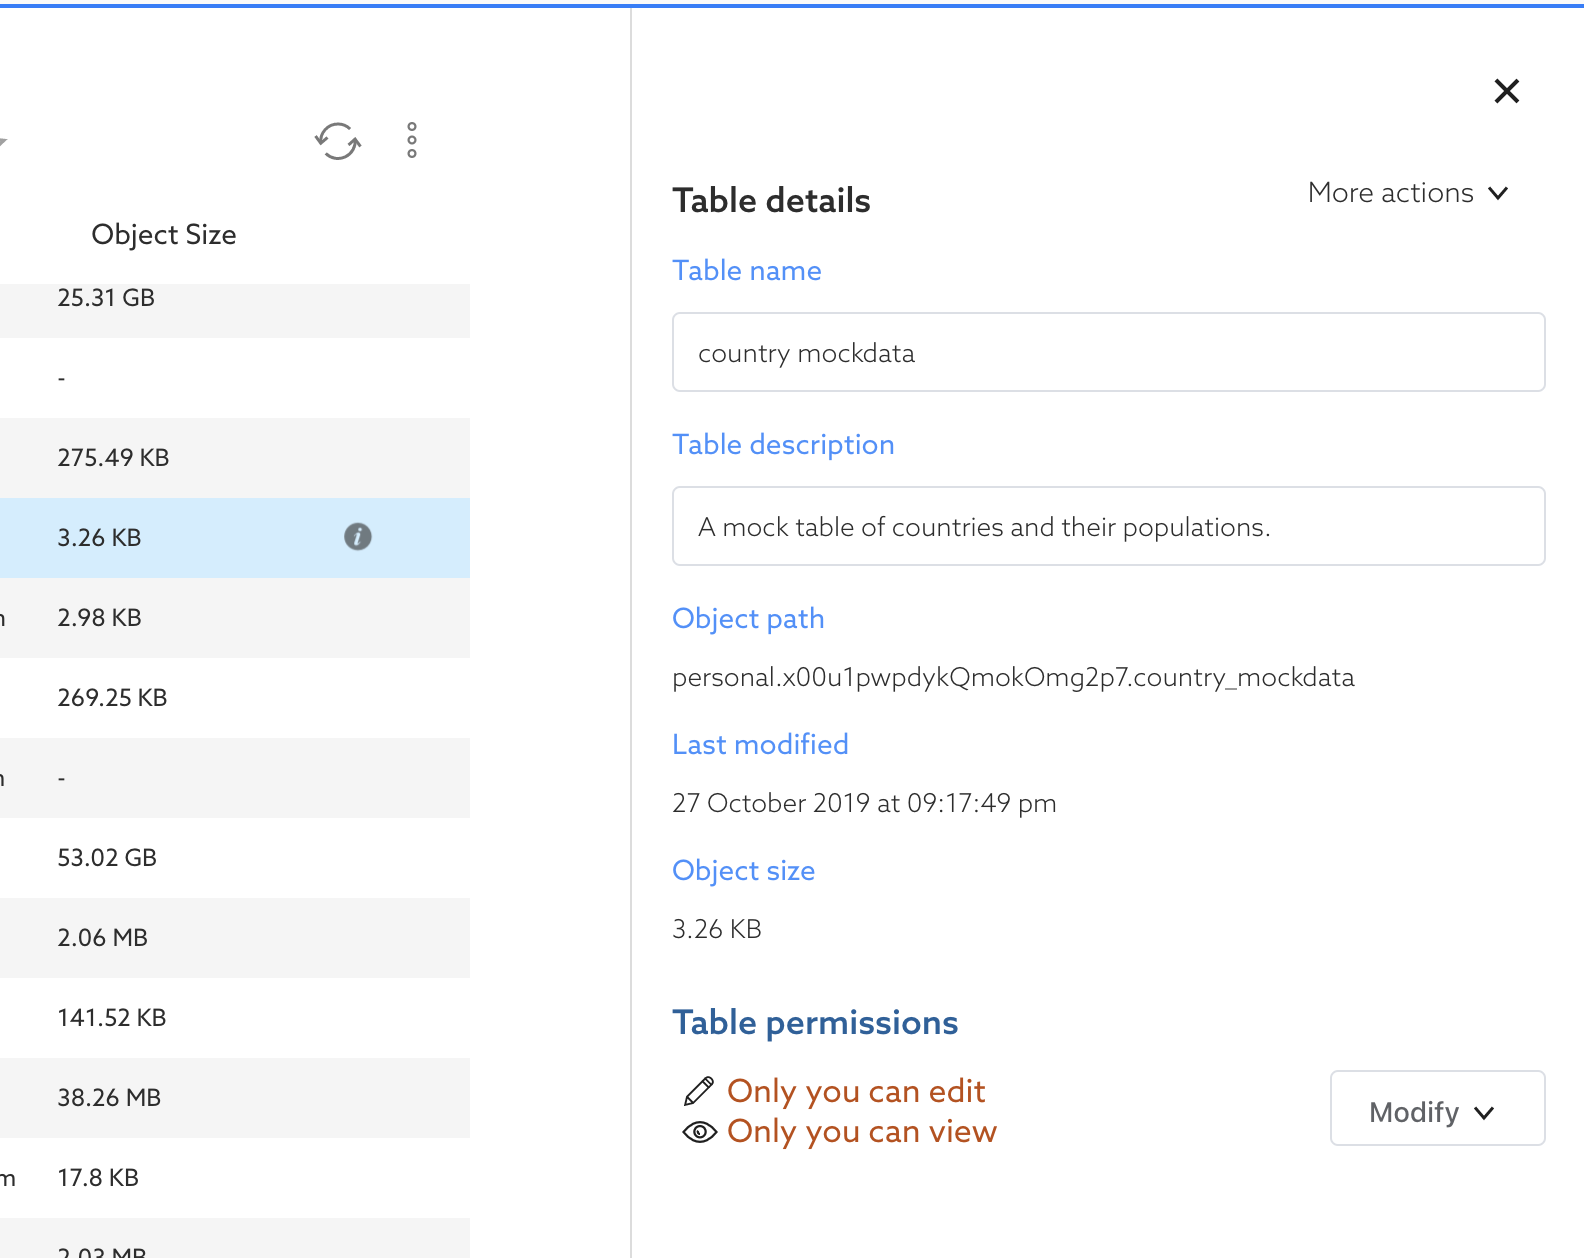 Object Size
25.31 GB
-
275.49 KB
3.26 KB
2.98 KB
269.25 KB
-
53.02 GB
2.06 MB
141.52 KB
38.26 MB
m 17.8 KB
2.03 MB
Table details
More actions
Table name
country mockdata
Table description
A mock table of countries and their populations.
Object path
personal.x00u1pwpdykQmokOmg2p7.country_mockdata
Last modified
27 October 2019 at 09:17:49 pm
Object size
3.26 KB
Table permissions
Only you can edit
Only you can view
Modify